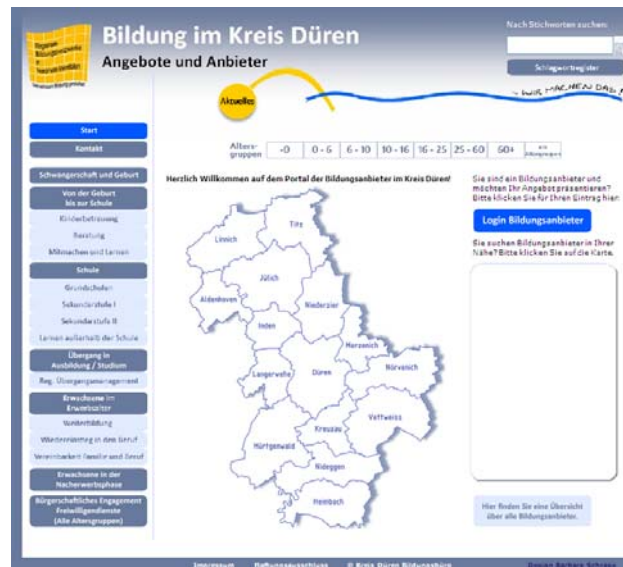 Bildung im Kreis Düren
Angebote und Anbieter
Nach Stichworten suchen:
Schlagwortregister
Aktuelles
WIR MACHEN DAS!
Start
Kontakt
Alters-
gruppen
<0
0 - 6
6 - 10
10 - 16
16 - 25
25 - 60
60+
Schwangerschaft und Geburt
Von der Geburt
bis zur Schule
Kinderbetreuung
Beratung
Mitmachen und Lernen
Schule
Grundschulen
Sekundarstufe I
Sekundarstufe II
Lernen außerhalb der Schule
Übergang in
Ausbildung / Studium
Reg. Übergangsmanagement
Erwachsene im
Erwerbsalter
Weiterbildung
Wiedereinstieg in den Beruf
Vereinbarkeit Familie und Beruf
Erwachsene in der
Nacherwerbsphase
Bürgerschaftliches Engagement
Freiwilligendienste
(Alle Altersgruppen)
Herzlich Willkommen auf dem Portal der Bildungsanbieter im Kreis Düren!
Linnich
Titz
Jülich
Aldenhoven
Niederzier
Inden
Merzenich
Langerwehe
Düren
Nörvenich
Kreuzau
Vettweiss
Hürtgenwald
Nideggen
Heimbach
Sie sind ein Bildungsanbieter und
möchten Ihr Angebot präsentieren?
Bitte klicken Sie für Ihren Eintrag hier:
Login Bildungsanbieter
Sie suchen Bildungsanbieter in Ihrer
Nähe? Bitte klicken Sie auf die Karte.
Hier finden Sie eine Übersicht
über alle Bildungsanbieter.
Impressum
Haftungsausschluss
© Kreis Düren Bildungsbüro